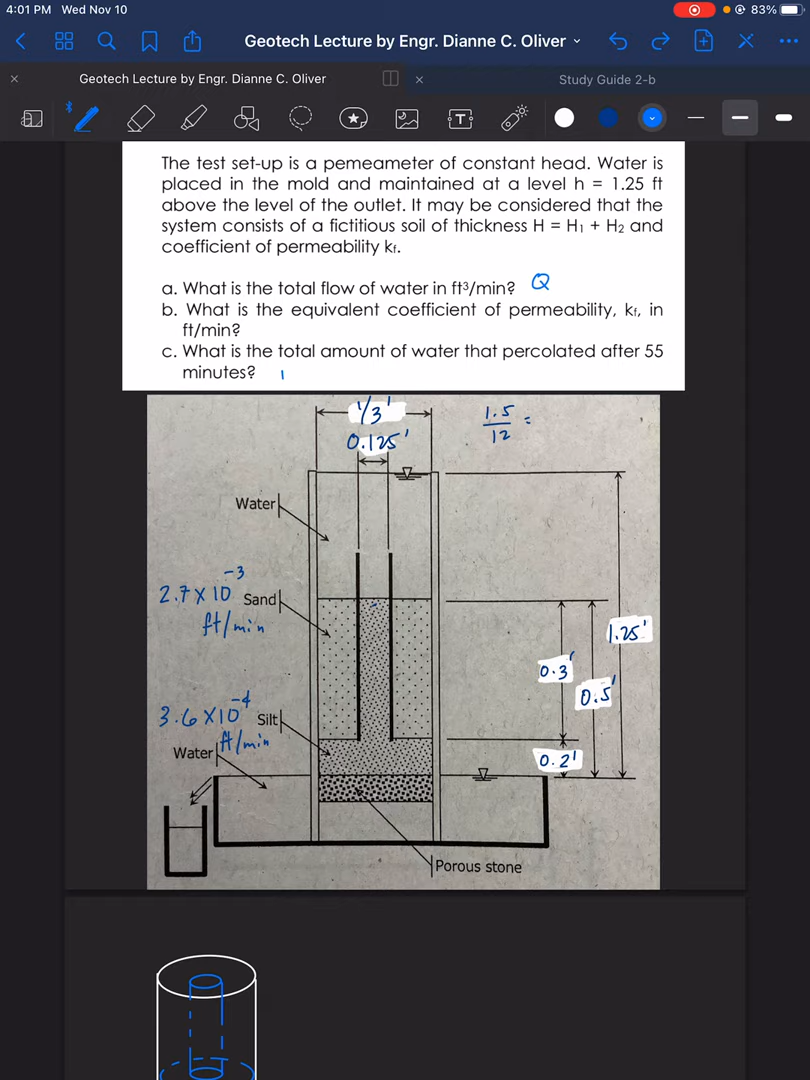 4:01 PM Wed Nov 10
83%
Geotech Lecture by Engr. Dianne C. Oliver
Geotech Lecture by Engr. Dianne C. Oliver
Study Guide 2-b
The test set-up is a pemeameter of constant head. Water is
placed in the mold and maintained at a level h = 1.25 ft
above the level of the outlet. It may be considered that the
system consists of a fictitious soil of thickness H = H₁ + H₂ and
coefficient of permeability kf.
a. What is the total flow of water in ft³/min? Q
b. What is the equivalent coefficient of permeability, kf, in
ft/min?
c. What is the total amount of water that percolated after 55
minutes?
1/3'
0.125'
1.5/12 =
Water
2.7 x 10⁻³
Sand
ft/min
1.25'
0.3'
0.5'
3.6 x 10⁻⁴
Silt
ft/min
Water
0.2'
Porous stone